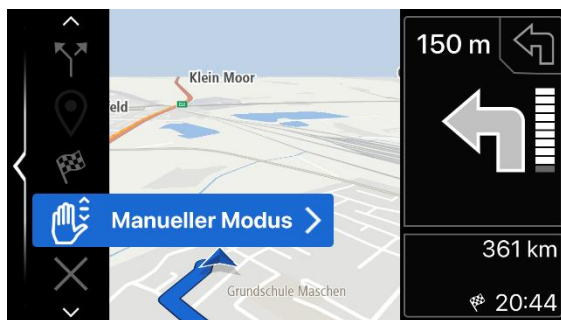 Klein Moor
eld
Manueller Modus
Grundschule Maschen
150 m
361 km
20:44